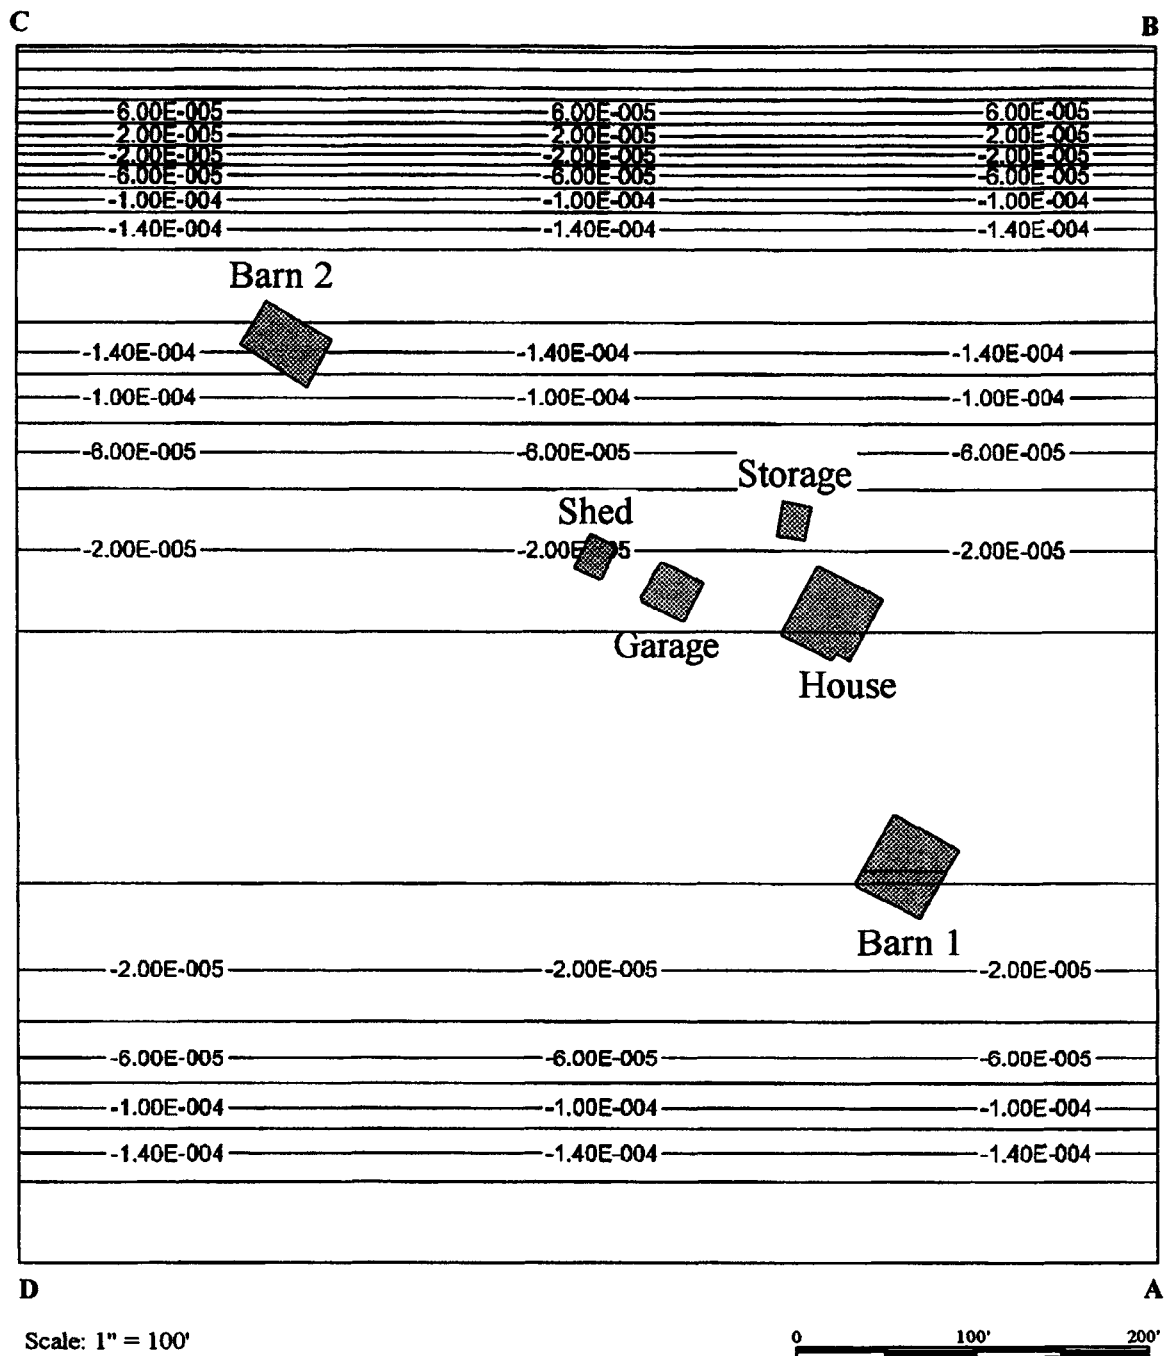 C B
6.00E-005 6.00E-005 6.00E-005
2.00E-005 2.00E-005 2.00E-005
-2.00E-005 -2.00E-005 -2.00E-005
-6.00E-005 -6.00E-005 -6.00E-005
-1.00E-004 -1.00E-004 -1.00E-004
-1.40E-004 -1.40E-004 -1.40E-004
Barn 2
-1.40E-004 -1.40E-004 -1.40E-004
-1.00E-004 -1.00E-004 -1.00E-004
-6.00E-005 -6.00E-005 -6.00E-005
Storage
Shed
-2.00E-005 -2.00E-005 -2.00E-005
Garage
House
Barn 1
-2.00E-005 -2.00E-005 -2.00E-005
-6.00E-005 -6.00E-005 -6.00E-005
-1.00E-004 -1.00E-004 -1.00E-004
-1.40E-004 -1.40E-004 -1.40E-004
D A
Scale: 1" = 100' 0 100' 200'